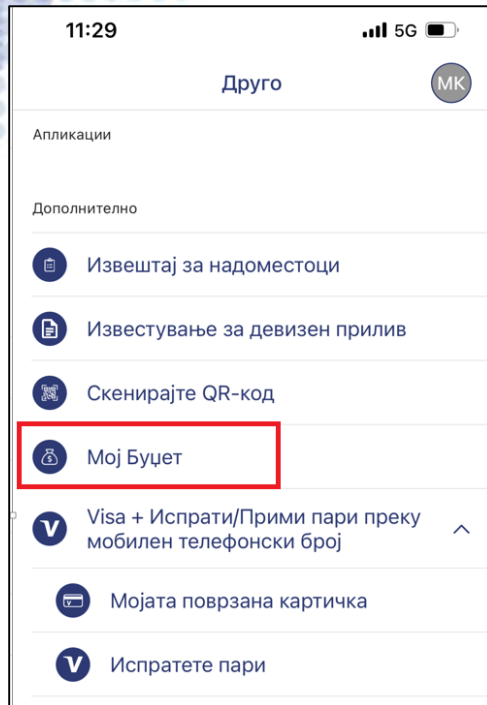 11:29
5G
Друго
МК
Апликации
Дополнително
Извештај за надоместоци
Известување за девизен прилив
Скенирајте QR-код
Мој Буџет
Visa + Испрати/Прими пари преку
мобилен телефонски број
Мојата поврзана картичка
Испратете пари